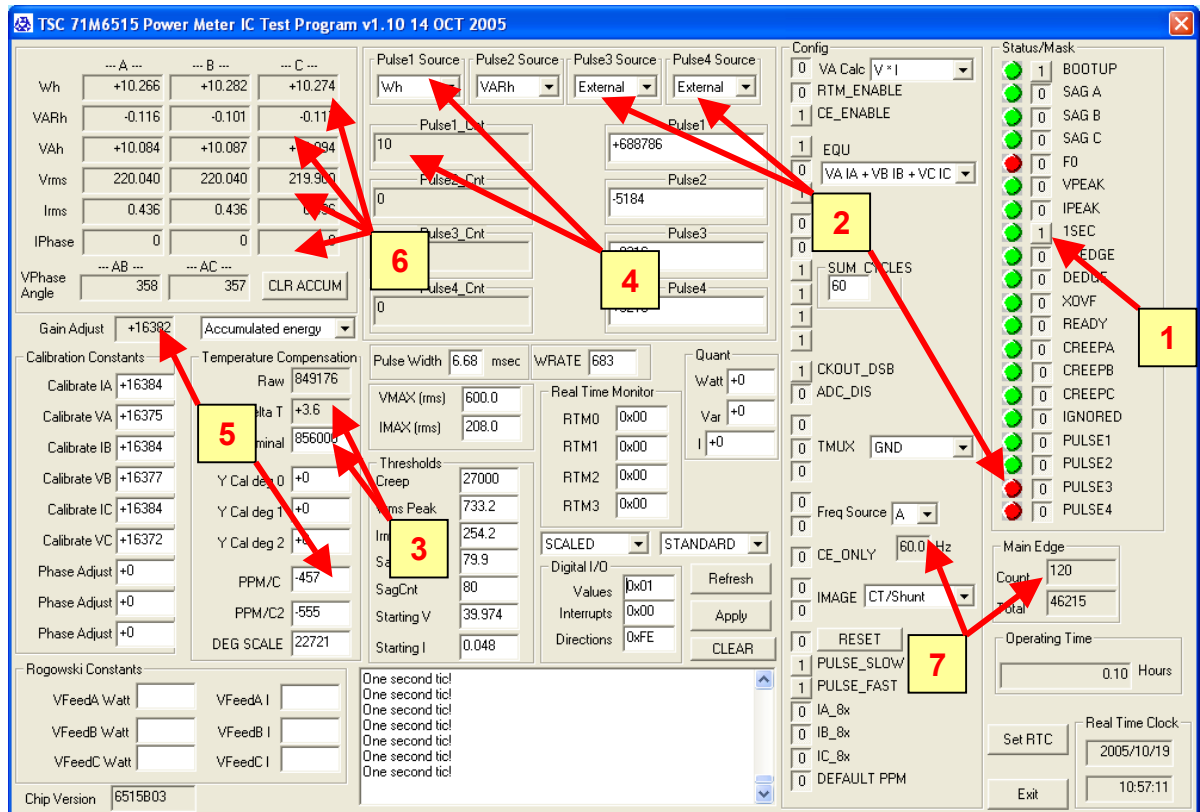 TSC 71M6515 Power Meter IC Test Program v1.10 14 OCT 2005
--- A --- --- B --- --- C ---
Wh +10.266 +10.282 +10.274
VARh -0.116 -0.101
VAh +10.084 +10.087
Vrms 220.040 220.040
Irms 0.436 0.436
IPhase 0 0
--- AB --- --- AC ---
VPhase Angle 358 357 CLR ACCUM
6
Gain Adjust +16382 Accumulated energy
Pulse1 Source Pulse2 Source Pulse3 Source Pulse4 Source
Wh VARh External External
Pulse1_Cnt Pulse1
10 +688786
Pulse2_Cnt Pulse2
0 -5184
Pulse3_Cnt Pulse3
Pulse4_Cnt Pulse4
0
4
Calibration Constants
Calibrate IA +16384
Calibrate VA +16375
Calibrate IB +16384
Calibrate VB +16377
Calibrate IC +16384
Calibrate VC +16372
Phase Adjust +0
Phase Adjust +0
Phase Adjust +0
Temperature Compensation
Raw 849176
T +3.6
856000
Y Cal deg 0 +0
Y Cal deg 1 +0
Y Cal deg 2
PPM/C -457
PPM/C2 -555
DEG SCALE 22721
5
3
Pulse Width 6.68 msec WRATE 683
VMAX (rms) 600.0
IMAX (rms) 208.0
Thresholds
Creep 27000
Peak 733.2
254.2
79.9
SagCnt 80
Starting V 39.974
Starting I 0.048
Real Time Monitor
RTM0 0x00
RTM1 0x00
RTM2 0x00
RTM3 0x00
Quant
Watt +0
Var +0
I +0
SCALED STANDARD
Digital I/O
Values 0x01
Interrupts 0x00
Directions 0xFE
Refresh
Apply
CLEAR
Rogowski Constants
VFeedA Watt VFeedA I
VFeedB Watt VFeedB I
VFeedC Watt VFeedC I
Chip Version 6515B03
One second tic!
One second tic!
One second tic!
One second tic!
One second tic!
One second tic!
One second tic!
Config
0 VA Calc V * I
0 RTM_ENABLE
1 CE_ENABLE
1 EQU
0 VA IA + VB IB + VC IC
0
0
2
1 SUM_CYCLES
1 60
1
1
1 CKOUT_DSB
0 ADC_DIS
0
0 TMUX GND
0
0 Freq Source A
0
0 CE_ONLY 60.0 Hz
0 IMAGE CT/Shunt
0
0 RESET
1 PULSE_SLOW
1 PULSE_FAST
0 IA_8x
0 IB_8x
0 IC_8x
0 DEFAULT PPM
7
Status/Mask
1 BOOTUP
0 SAG A
0 SAG B
0 SAG C
0 F0
0 VPEAK
0 IPEAK
1 1SEC
0
0 DEDGE
0 XOVF
0 READY
0 CREEPA
0 CREEPB
0 CREEPC
0 IGNORED
0 PULSE1
0 PULSE2
0 PULSE3
0 PULSE4
1
Main Edge
Count 120
Total 46215
Operating Time
0.10 Hours
Set RTC
Exit
Real Time Clock
2005/10/19
10:57:11